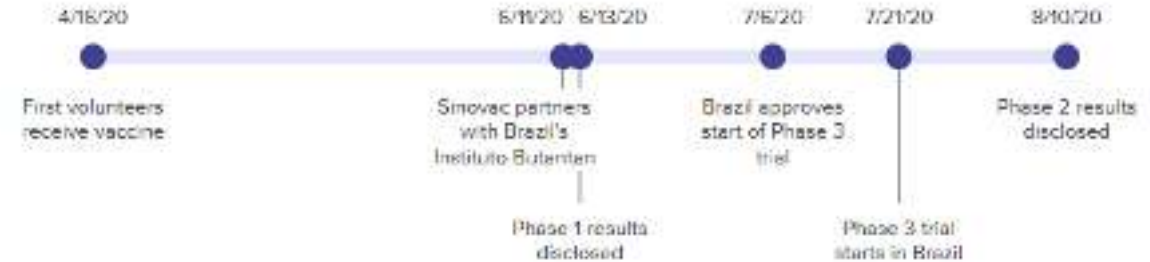 4/16/20
6/11/20 6/13/20
7/6/20
7/21/20
8/10/20
First volunteers
receive vaccine
Sinovac partners
with Brazil's
Instituto Butantan
Phase 1 results
disclosed
Brazil approves
start of Phase 3
trial
Phase 3 trial
starts in Brazil
Phase 2 results
disclosed